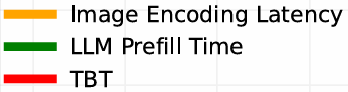 Image Encoding Latency
LLM Prefill Time
TBT